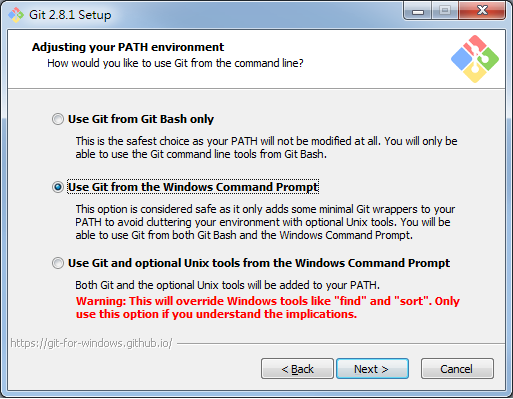 Git 2.8.1 Setup
Adjusting your PATH environment
How would you like to use Git from the command line?
Use Git from Git Bash only
This is the safest choice as your PATH will not be modified at all. You will only be
able to use the Git command line tools from Git Bash.
Use Git from the Windows Command Prompt
This option is considered safe as it only adds some minimal Git wrappers to your
PATH to avoid cluttering your environment with optional Unix tools. You will be
able to use Git from both Git Bash and the Windows Command Prompt.
Use Git and optional Unix tools from the Windows Command Prompt
Both Git and the optional Unix tools will be added to your PATH.
Warning: This will override Windows tools like "find" and "sort". Only
use this option if you understand the implications.
https://git-for-windows.github.io/
< Back Next > Cancel